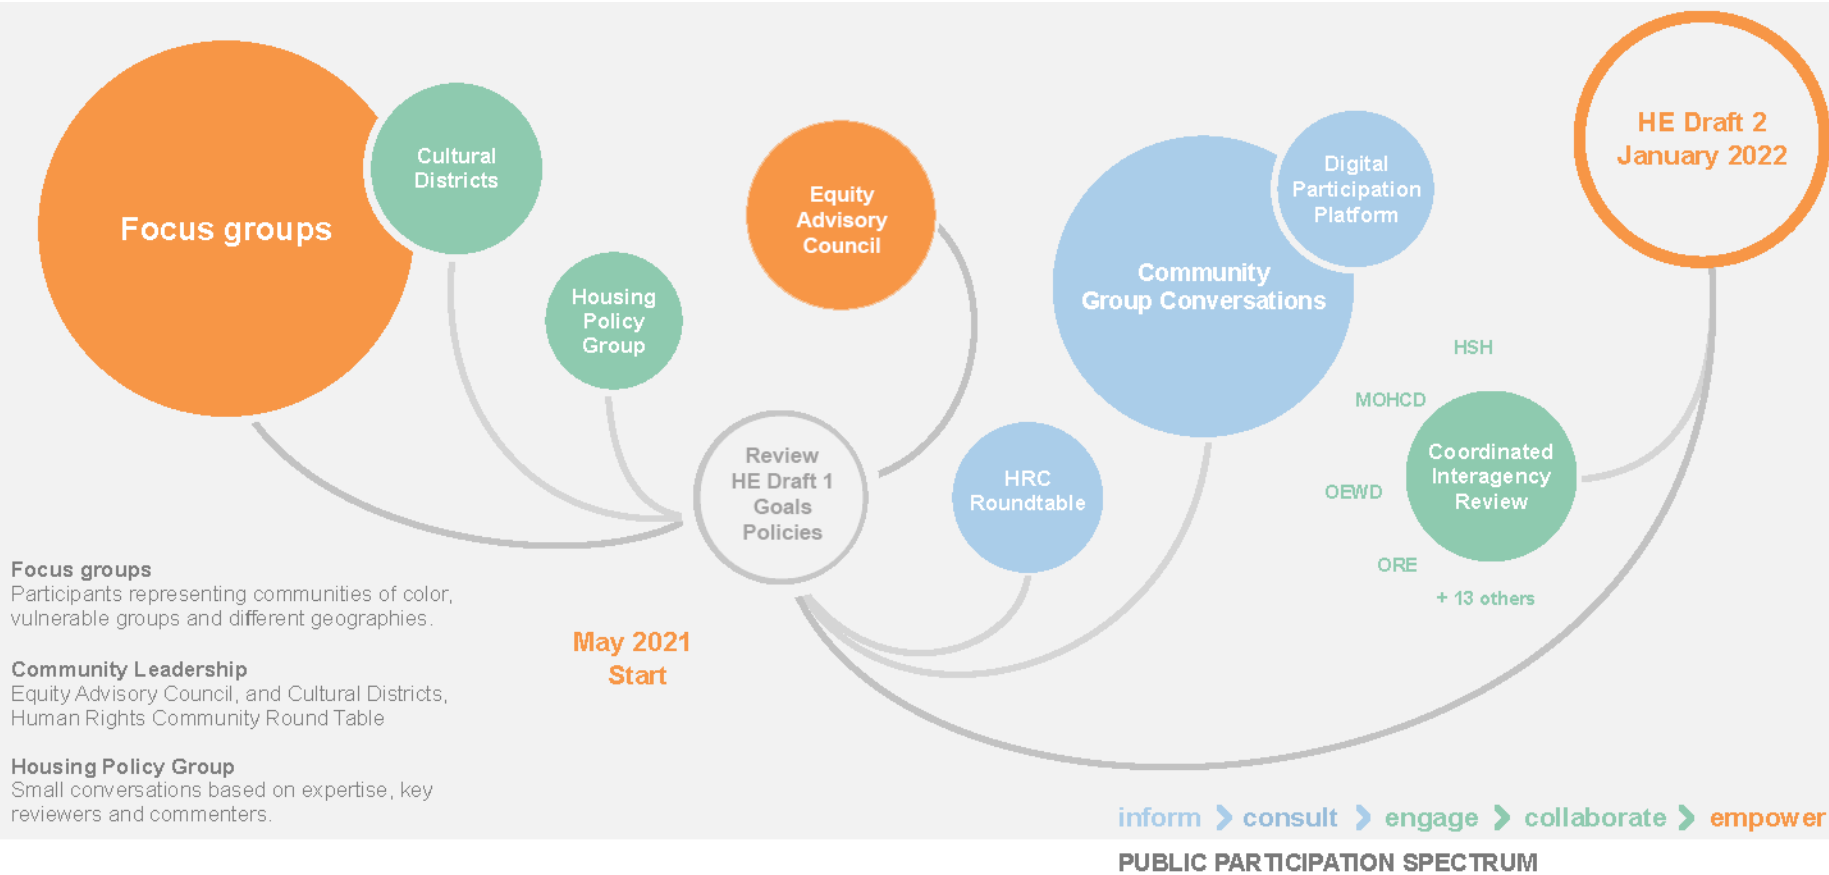 HE Draft 2
January 2022
Cultural
Districts
Digital
Participation
Platform
Equity
Advisory
Council
Focus groups
Community
Group Conversations
Housing
Policy
Group
HSH
MOHCD
Review
HE Draft 1
Goals
Policies
HRC
Roundtable
Coordinated
Interagency
Review
OEWD
ORE
+ 13 others
May 2021
Start
Focus groups
Participants representing communities of color,
vulnerable groups and different geographies.
Community Leadership
Equity Advisory Council, and Cultural Districts,
Human Rights Community Round Table
Housing Policy Group
Small conversations based on expertise, key
reviewers and commenters.
inform consult engage collaborate empower
PUBLIC PARTICIPATION SPECTRUM